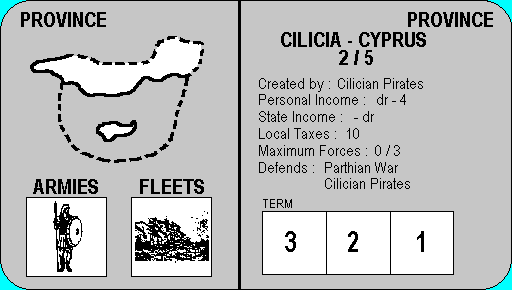 PROVINCE
ARMIES
FLEETS
PROVINCE
CILICIA - CYPRUS
2 / 5
Created by : Cilician Pirates
Personal Income : dr - 4
State Income : - dr
Local Taxes : 10
Maximum Forces : 0 / 3
Defends : Parthian War
Cilician Pirates
TERM
3 2 1